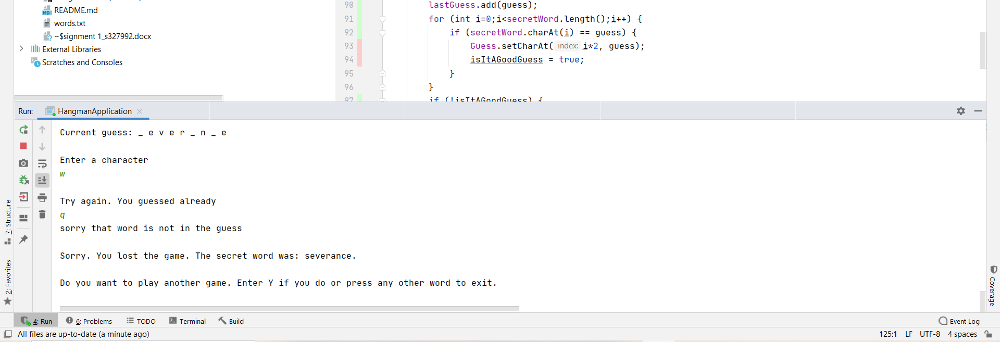 README.md
words.txt
~$signment 1_s327992.docx
External Libraries
Scratches and Consoles
90 lastGuess.add(guess);
91 for (int i=0;i<secretWord.length();i++) {
92 if (secretWord.charAt(i) == guess) {
93 Guess.setCharAt( index: i*2, guess);
94 isItAGoodGuess = true;
95 }
96 }
97 if (!isItAGoodGuess) {
Run: HangmanApplication
Current guess: _ e v e r _ n _ e
Enter a character
w
Try again. You guessed already
q
sorry that word is not in the guess
Sorry. You lost the game. The secret word was: severance.
Do you want to play another game. Enter Y if you do or press any other word to exit.
7: Structure
2: Favorites
Coverage
4: Run 6: Problems TODO Terminal Build Event Log
All files are up-to-date (a minute ago) 125:1 LF UTF-8 4 spaces